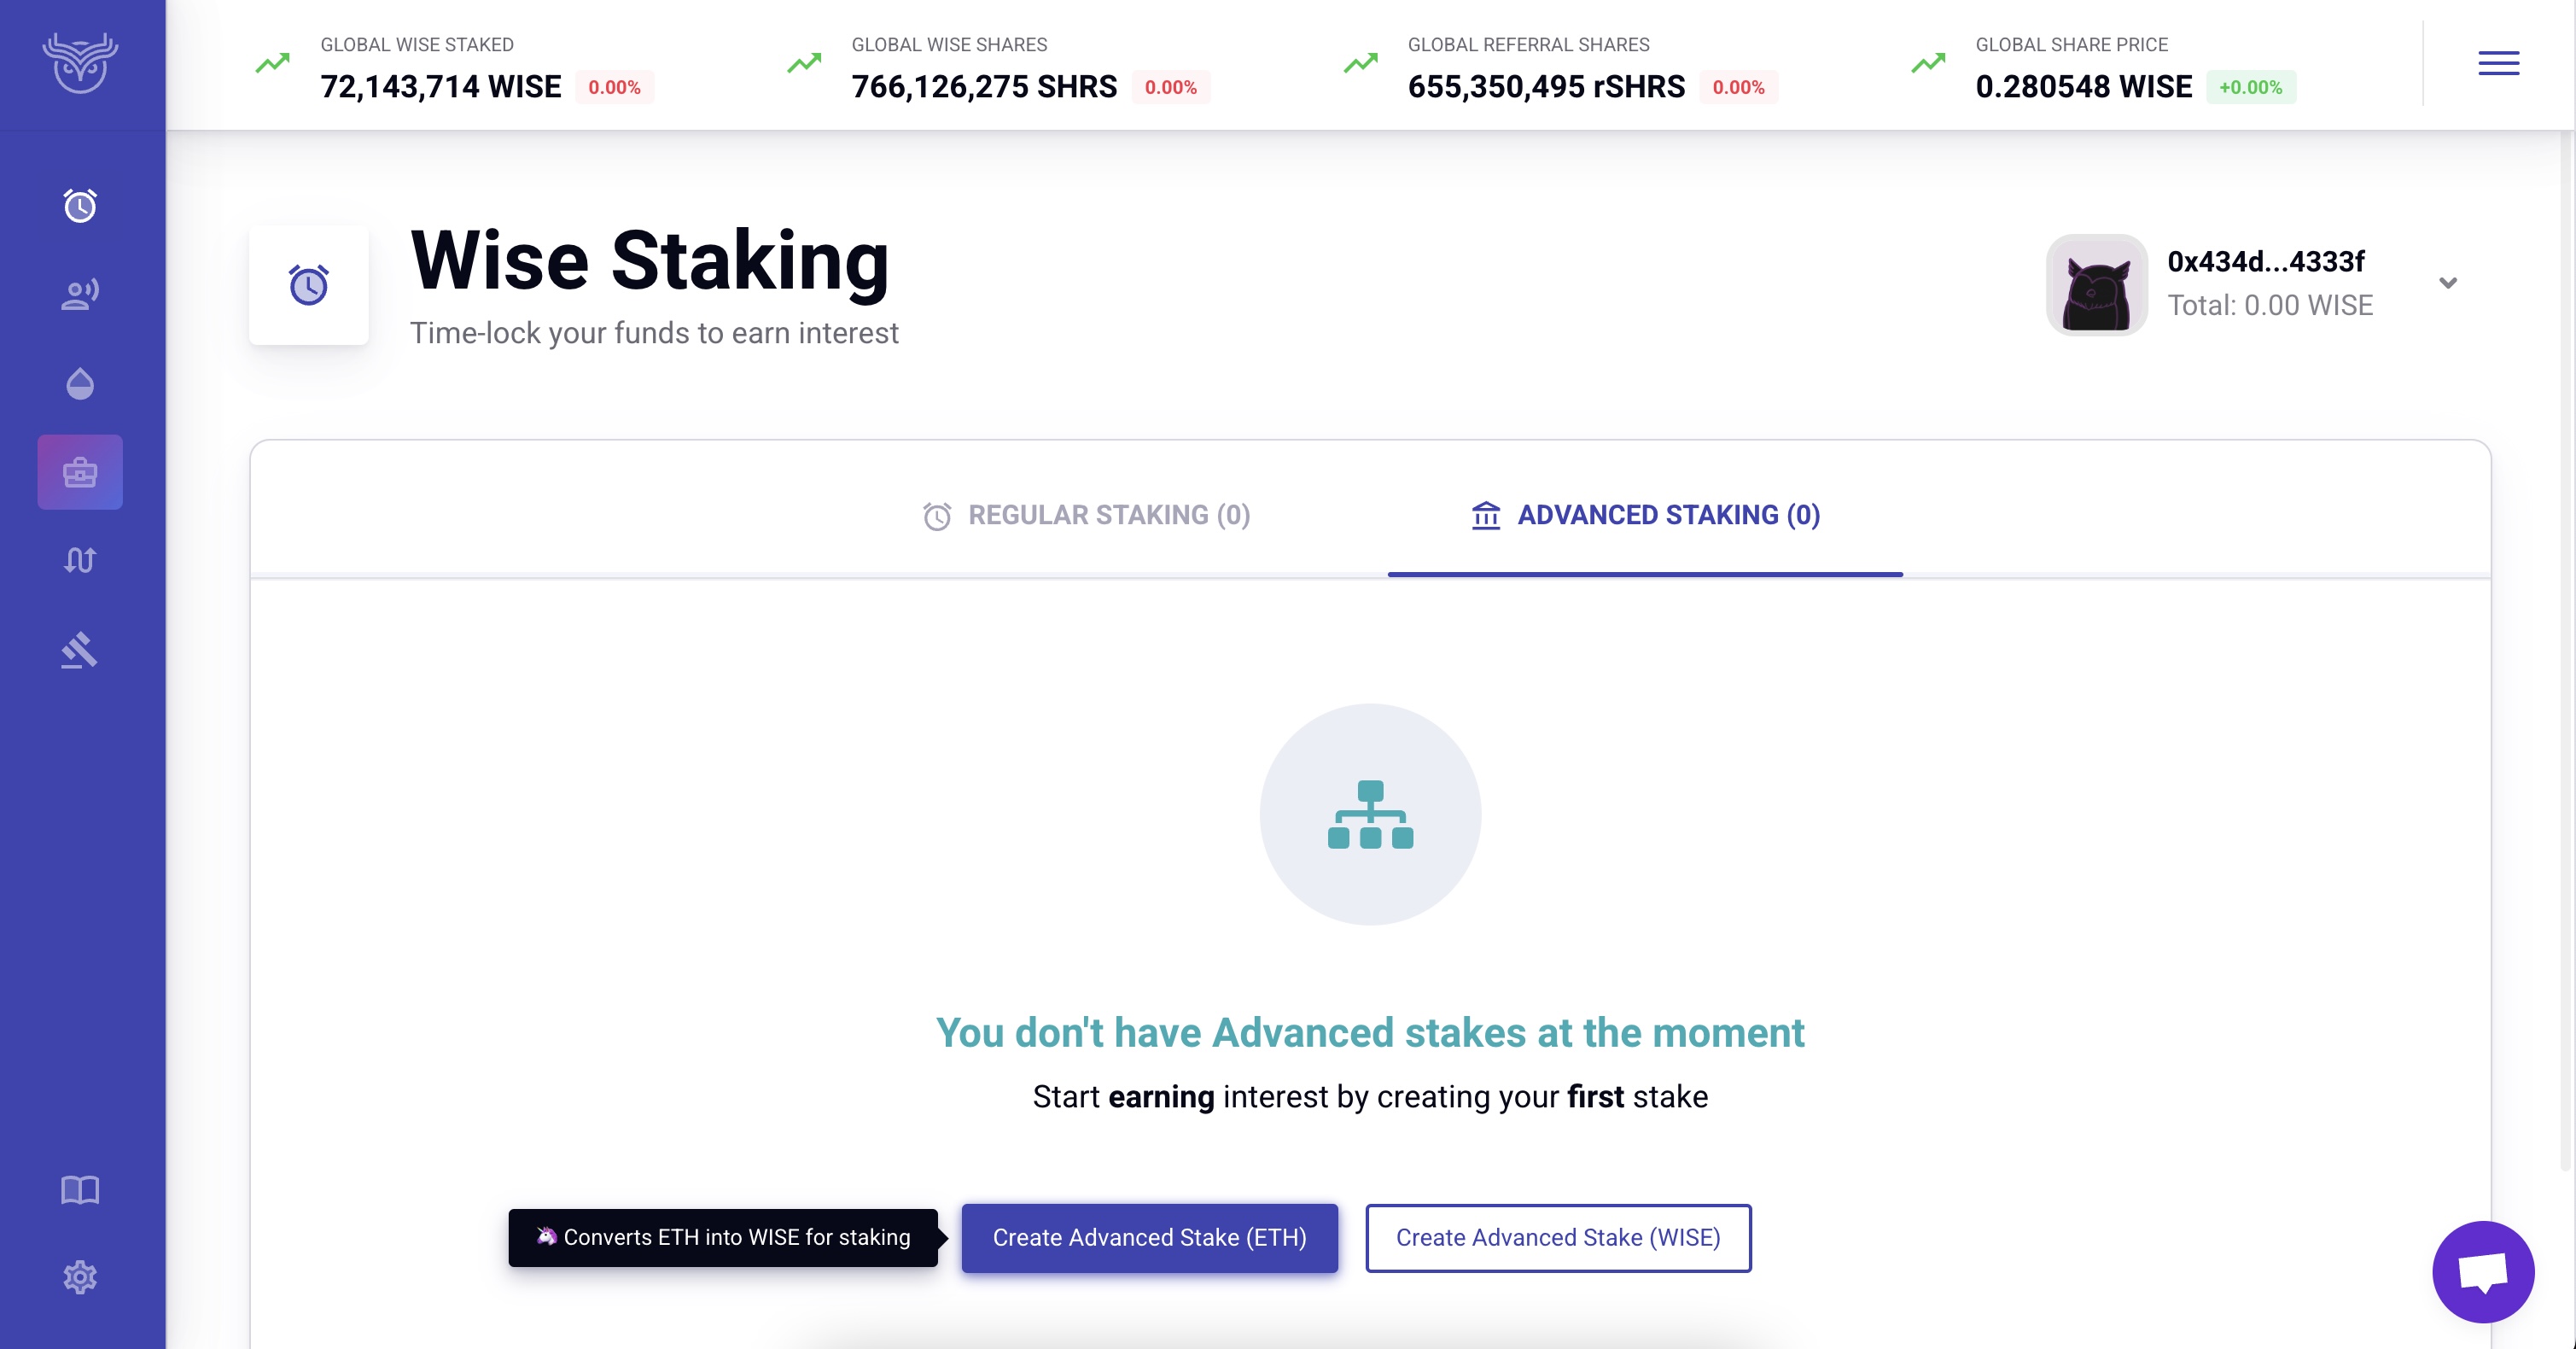 GLOBAL WISE STAKED
72,143,714 WISE 0.00%
GLOBAL WISE SHARES
766,126,275 SHRS 0.00%
GLOBAL REFERRAL SHARES
655,350,495 rSHRS 0.00%
GLOBAL SHARE PRICE
0.280548 WISE +0.00%
Wise Staking
Time-lock your funds to earn interest
0x434d...4333f
Total: 0.00 WISE
REGULAR STAKING (0)
ADVANCED STAKING (0)
You don't have Advanced stakes at the moment
Start earning interest by creating your first stake
🦄 Converts ETH into WISE for staking
Create Advanced Stake (ETH)
Create Advanced Stake (WISE)